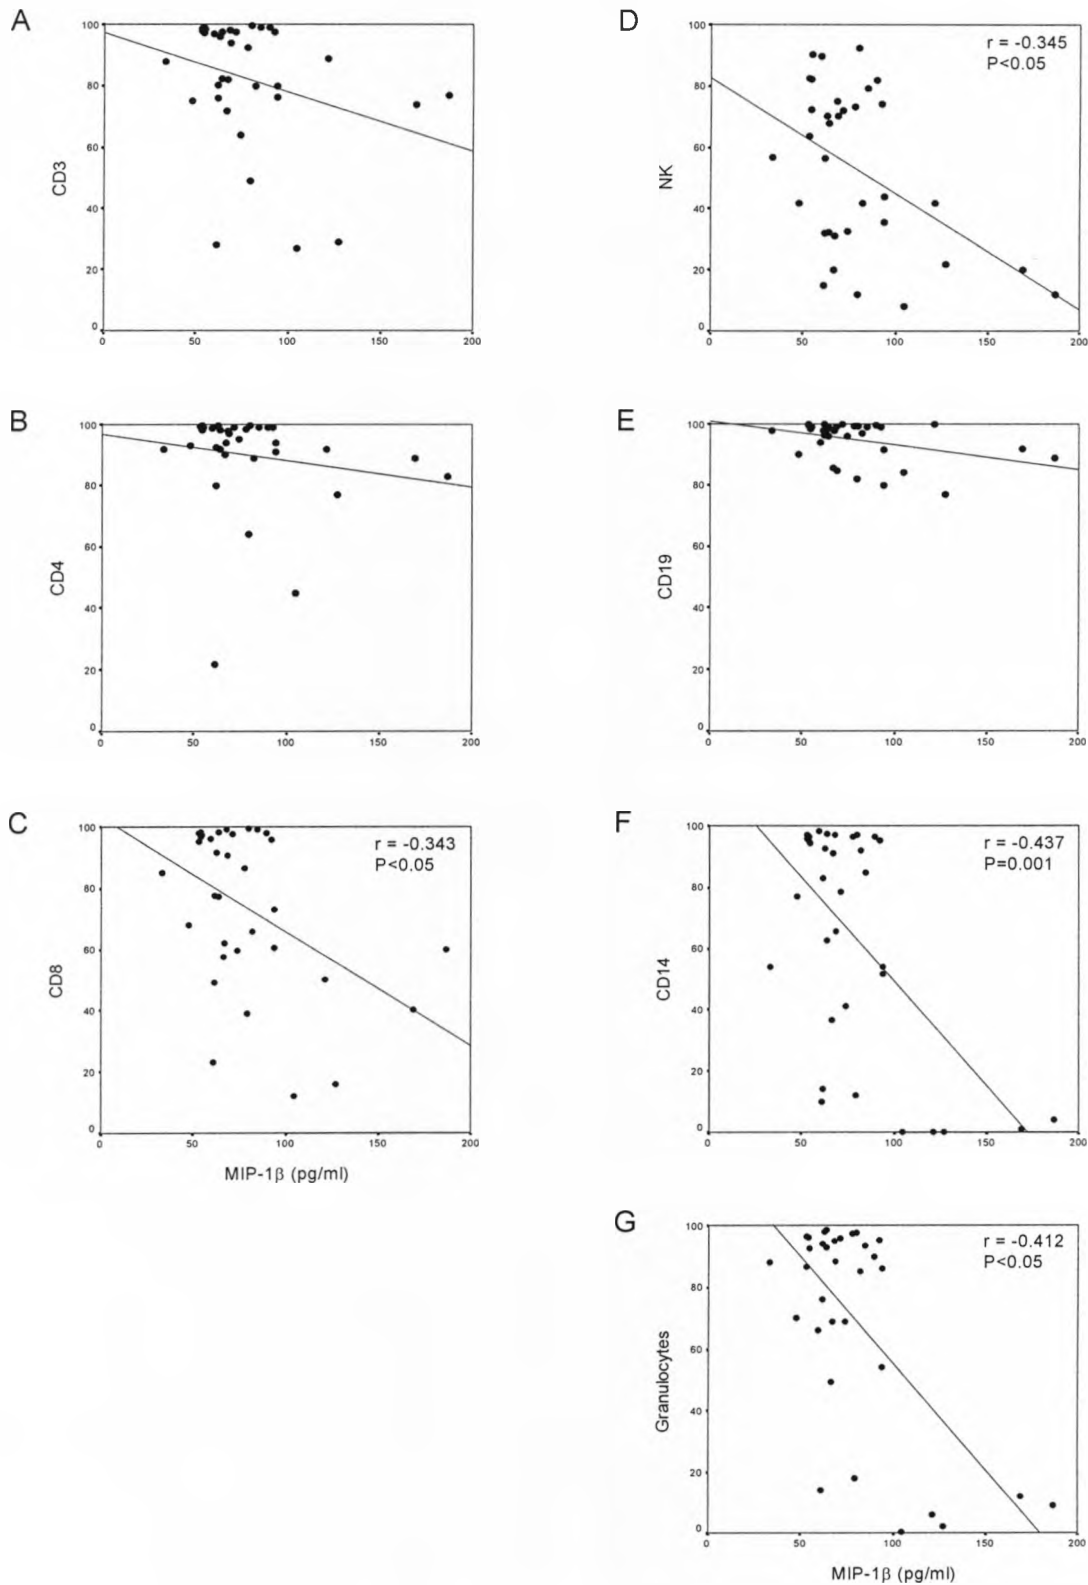 A
CD3
100
80
60
40
20
0
0 50 100 150 200
B
CD4
100
80
60
40
20
0
0 50 100 150 200
C
CD8
100
80
60
40
20
0
r = -0.343
P<0.05
0 50 100 150 200
MIP-1β (pg/ml)
D
NK
100
80
60
40
20
0
r = -0.345
P<0.05
0 50 100 150 200
E
CD19
100
80
60
40
20
0
0 50 100 150 200
F
CD14
100
80
60
40
20
0
r = -0.437
P=0.001
0 50 100 150 200
G
Granulocytes
100
80
60
40
20
0
r = -0.412
P<0.05
0 50 100 150 200
MIP-1β (pg/ml)